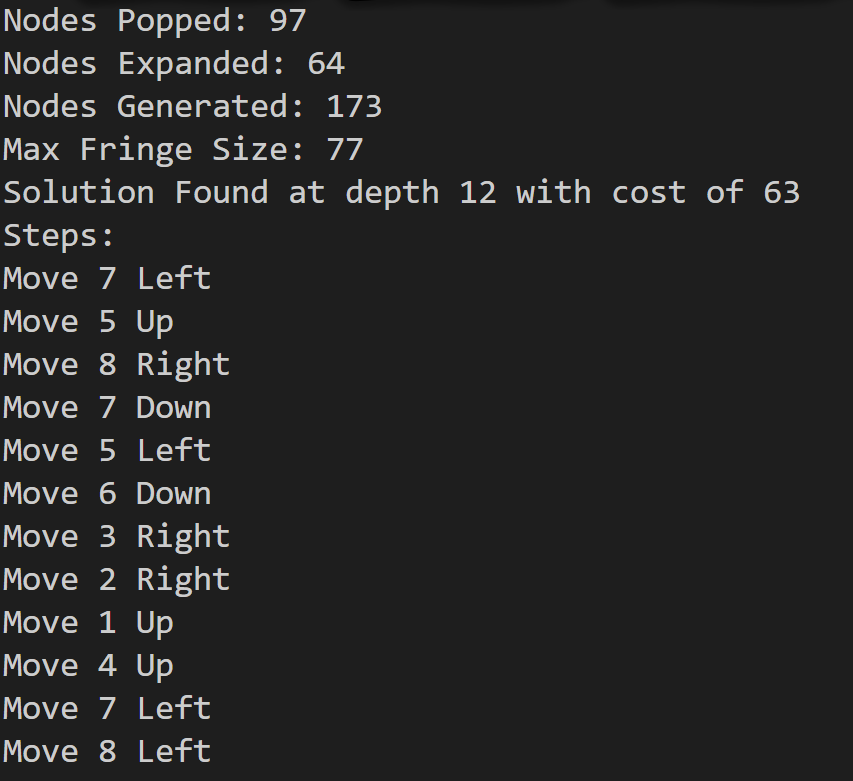 Nodes Popped: 97
Nodes Expanded: 64
Nodes Generated: 173
Max Fringe Size: 77
Solution Found at depth 12 with cost of 63
Steps:
Move 7 Left
Move 5 Up
Move 8 Right
Move 7 Down
Move 5 Left
Move 6 Down
Move 3 Right
Move 2 Right
Move 1 Up
Move 4 Up
Move 7 Left
Move 8 Left